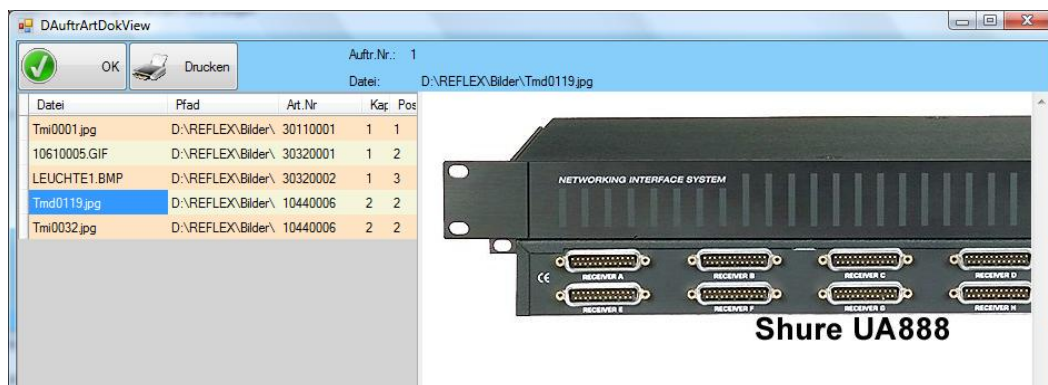 DAuftrArtDokView
OK Drucken
Auftr.Nr.: 1
Datei: D:\REFLEX\Bilder\Tmd0119.jpg
Datei Pfad Art.Nr Kap Pos
Tmi0001.jpg D:\REFLEX\Bilder\ 30110001 1 1
10610005.GIF D:\REFLEX\Bilder\ 30320001 1 2
LEUCHTE1.BMP D:\REFLEX\Bilder\ 30320002 1 3
Tmd0119.jpg D:\REFLEX\Bilder\ 10440006 2 2
Tmi0032.jpg D:\REFLEX\Bilder\ 10440006 2 2
NETWORKING INTERFACE SYSTEM
CE
RECEIVER A RECEIVER B RECEIVER C RECEIVER D
RECEIVER E RECEIVER F RECEIVER G RECEIVER H
Shure UA888